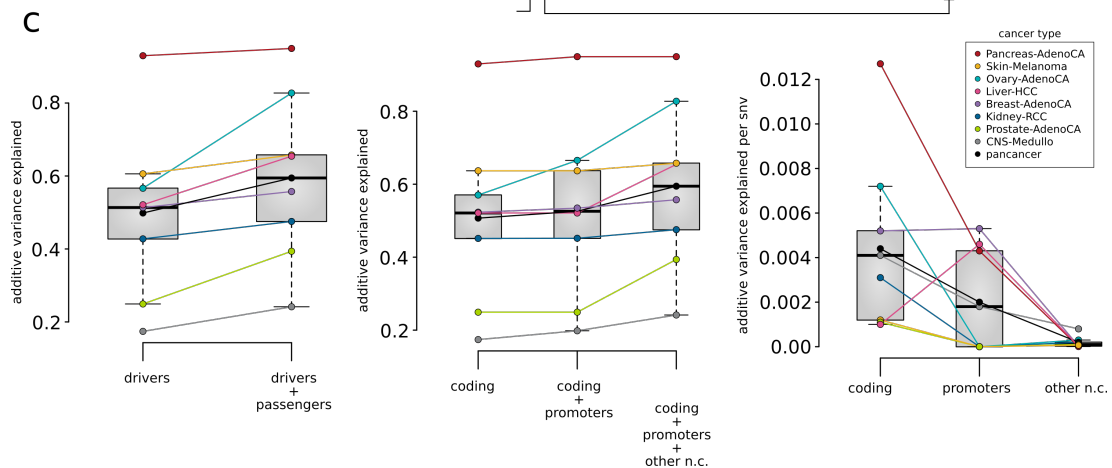 C
additive variance explained
0.8
0.6
0.4
0.2
drivers
drivers
+
passengers
additive variance explained
0.8
0.6
0.4
0.2
coding
coding
+
promoters
coding
+
promoters
+
other n.c.
additive variance explained per snv
0.012
0.010
0.008
0.006
0.004
0.002
0.00
coding
promoters
other n.c.
cancer type
Pancreas-AdenoCA
Skin-Melanoma
Ovary-AdenoCA
Liver-HCC
Breast-AdenoCA
Kidney-RCC
Prostate-AdenoCA
CNS-Medullo
pancancer